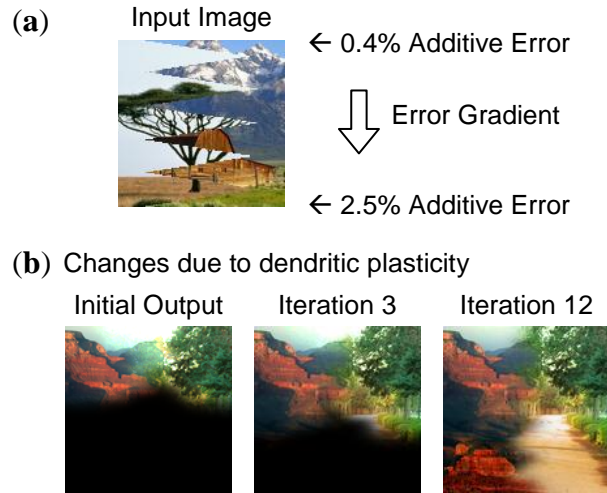 (a)
Input Image
← 0.4% Additive Error
Error Gradient
← 2.5% Additive Error
(b) Changes due to dendritic plasticity
Initial Output
Iteration 3
Iteration 12